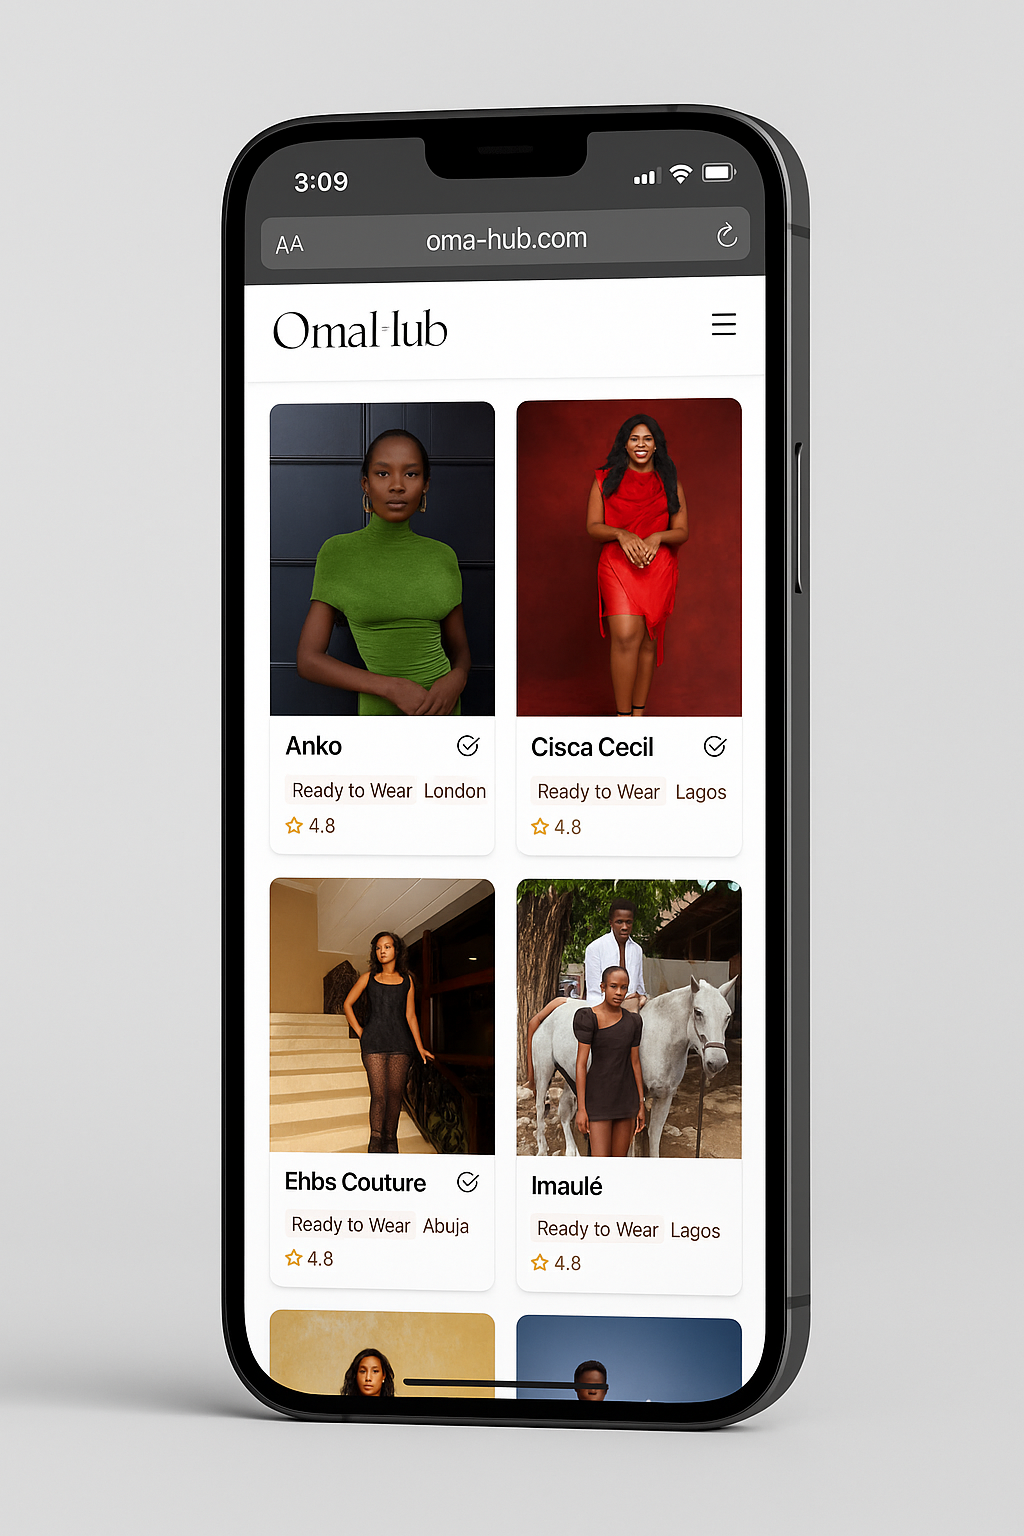 3:09
AA oma-hub.com
OmaHub
Anko
Ready to Wear London
4.8
Cisca Cecil
Ready to Wear Lagos
4.8
Ehbs Couture
Ready to Wear Abuja
4.8
Imaulé
Ready to Wear Lagos
4.8